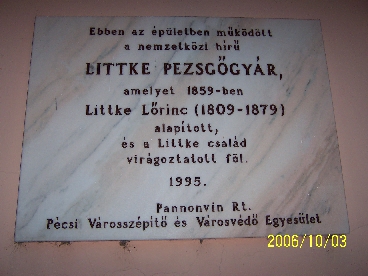 Ebben az épületben működött
a nemzetközi hírű
LITTKE PEZSGŐGYÁR,
amelyet 1859-ben
Littke Lőrinc (1809-1879)
alapított,
és a Littke család
virágoztatott föl.
1995.
Pannonvin Rt.
Pécsi Városszépítő és Városvédő Egyesület
2006/10/03